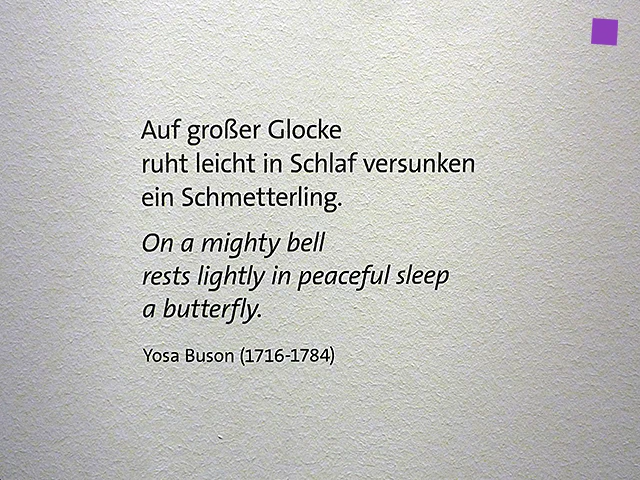 Auf großer Glocke
ruht leicht in Schlaf versunken
ein Schmetterling.
On a mighty bell
rests lightly in peaceful sleep
a butterfly.
Yosa Buson (1716-1784)